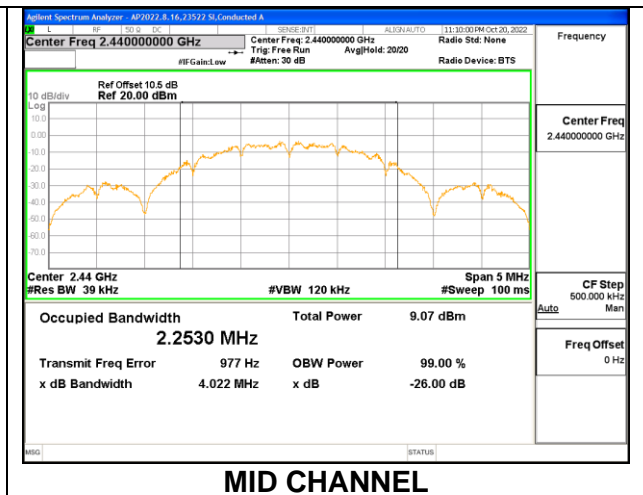 Agilent Spectrum Analyzer - AP2022.8.16,23522 SI,Conducted A
L RF 50 Ω DC SENSE:INT ALIGN AUTO 11:10:00 PM Oct 20, 2022
Center Freq 2.440000000 GHz
Center Freq: 2.440000000 GHz
Radio Std: None
Trig: Free Run Avg|Hold: 20/20
#IFGain:Low #Atten: 30 dB Radio Device: BTS
Frequency
Ref Offset 10.5 dB
10 dB/div Ref 20.00 dBm
Log
10.0
0.00
-10.0
-20.0
-30.0
-40.0
-50.0
-60.0
-70.0
Center Freq
2.440000000 GHz
Center 2.44 GHz Span 5 MHz
#Res BW 39 kHz #VBW 120 kHz #Sweep 100 ms
CF Step
500.000 kHz
Auto Man
Occupied Bandwidth Total Power 9.07 dBm
2.2530 MHz
Transmit Freq Error 977 Hz OBW Power 99.00 %
x dB Bandwidth 4.022 MHz x dB -26.00 dB
Freq Offset
0 Hz
MSG STATUS
MID CHANNEL